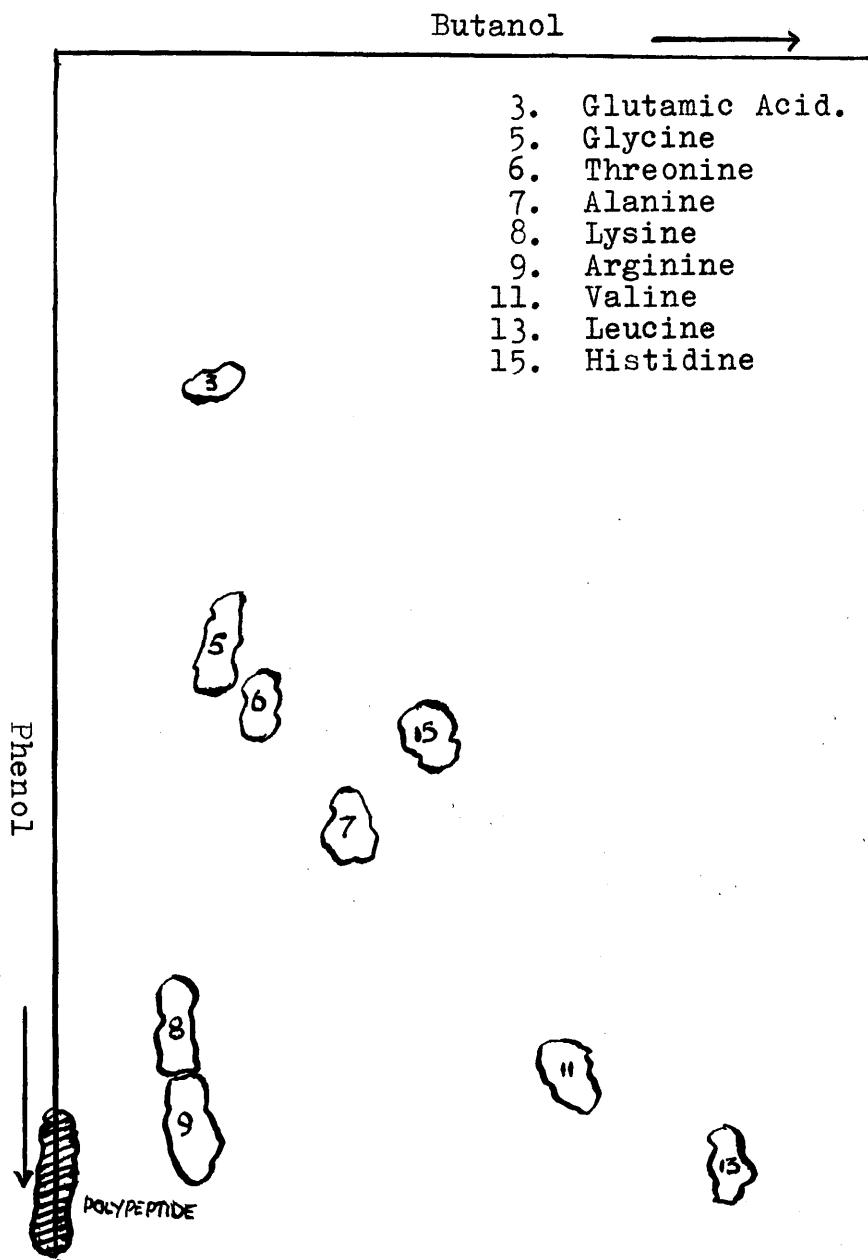 Butanol
3. Glutamic Acid.
5. Glycine
6. Threonine
7. Alanine
8. Lysine
9. Arginine
11. Valine
13. Leucine
15. Histidine
3
5
6
15
7
Phenol
8
11
9
13
POLYPEPTIDE